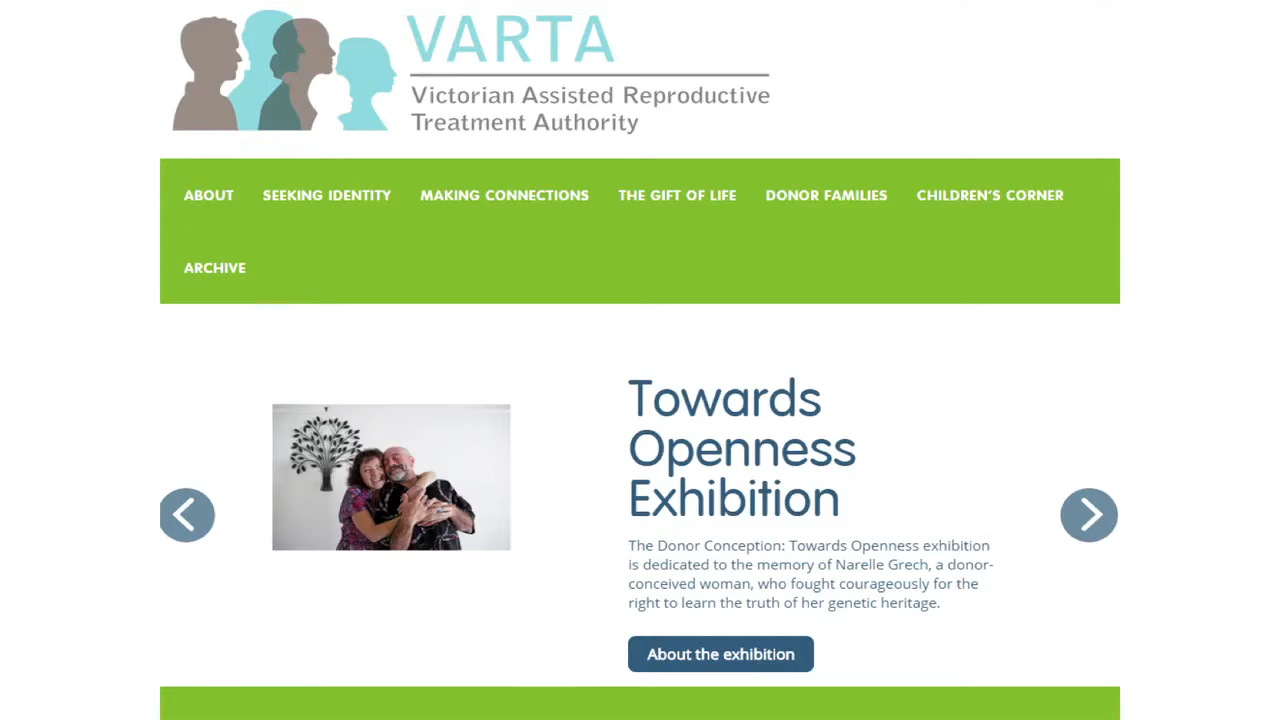 VARTA
Victorian Assisted Reproductive
Treatment Authority
ABOUT SEEKING IDENTITY MAKING CONNECTIONS THE GIFT OF LIFE DONOR FAMILIES CHILDREN'S CORNER
ARCHIVE
Towards
Openness
Exhibition
The Donor Conception: Towards Openness exhibition
is dedicated to the memory of Narelle Grech, a donor-
conceived woman, who fought courageously for the
right to learn the truth of her genetic heritage.
About the exhibition